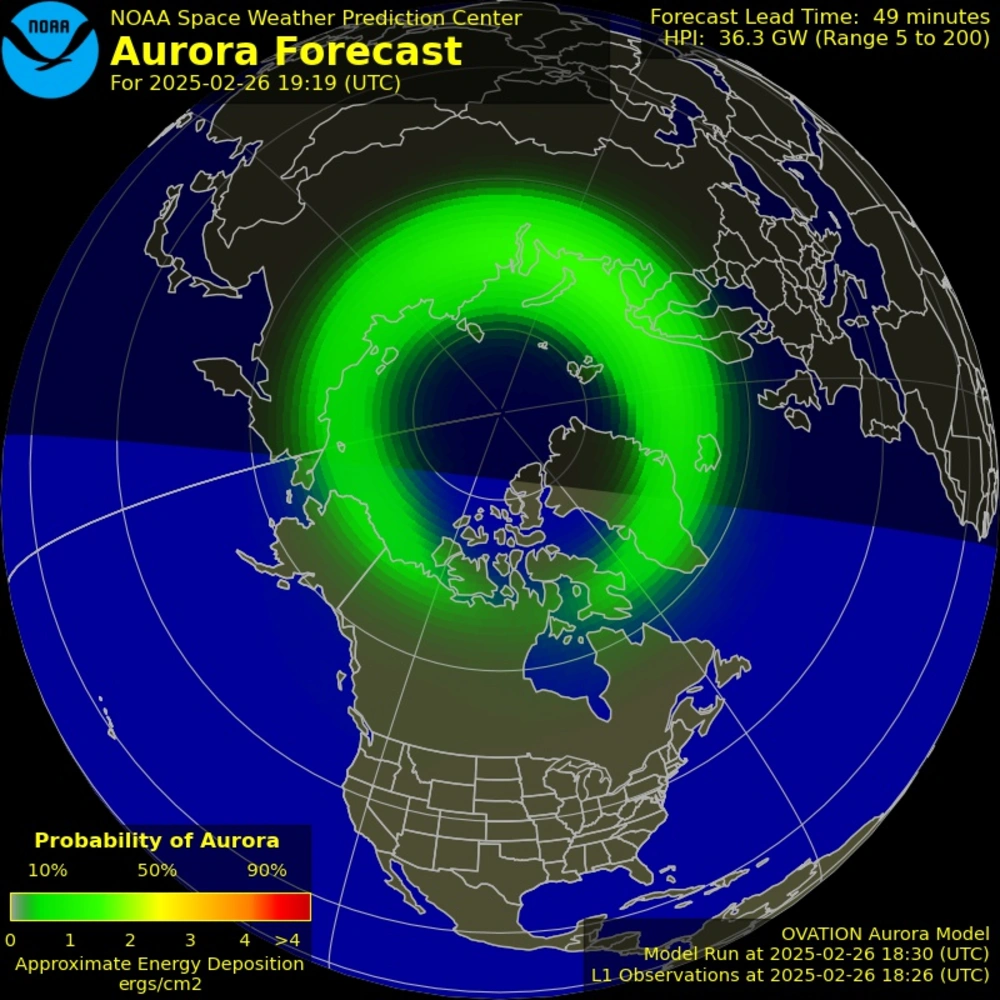 NOAA
NOAA Space Weather Prediction Center
Aurora Forecast
For 2025-02-26 19:19 (UTC)
Forecast Lead Time: 49 minutes
HPI: 36.3 GW (Range 5 to 200)
Probability of Aurora
10% 50% 90%
0 1 2 3 4 >4
Approximate Energy Deposition
ergs/cm2
OVATION Aurora Model
Model Run at 2025-02-26 18:30 (UTC)
L1 Observations at 2025-02-26 18:26 (UTC)